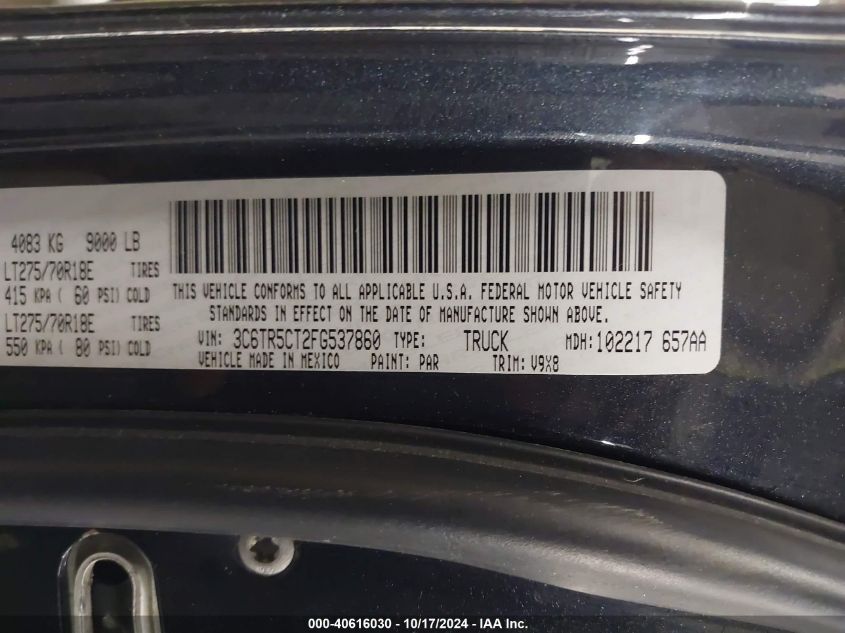 4083 KG 9000 LB
LT275/70R18E TIRES
415 KPA ( 60 PSI) COLD
LT275/70R18E TIRES
550 KPA ( 80 PSI) COLD
THIS VEHICLE CONFORMS TO ALL APPLICABLE U.S.A. FEDERAL MOTOR VEHICLE SAFETY
STANDARDS IN EFFECT ON THE DATE OF MANUFACTURE SHOWN ABOVE.
VIN: 3C6TR5CT2FG537860 TYPE: TRUCK MDH: 102217 657AA
VEHICLE MADE IN MEXICO PAINT: PAR TRIM: V9X8
000-40616030 - 10/17/2024 - IAA Inc.